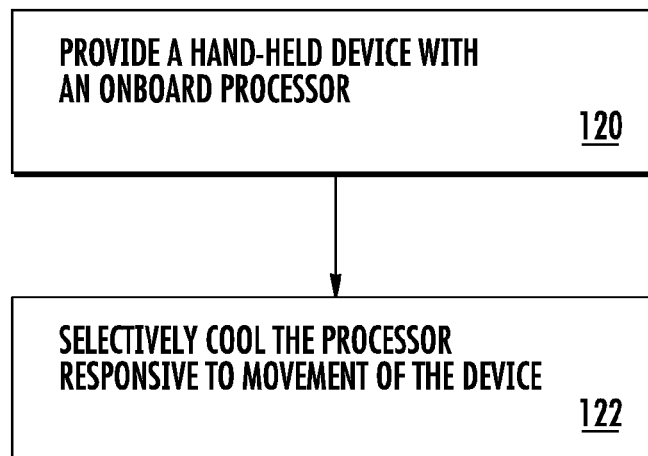 PROVIDE A HAND-HELD DEVICE WITH
AN ONBOARD PROCESSOR
120
SELECTIVELY COOL THE PROCESSOR
RESPONSIVE TO MOVEMENT OF THE DEVICE
122